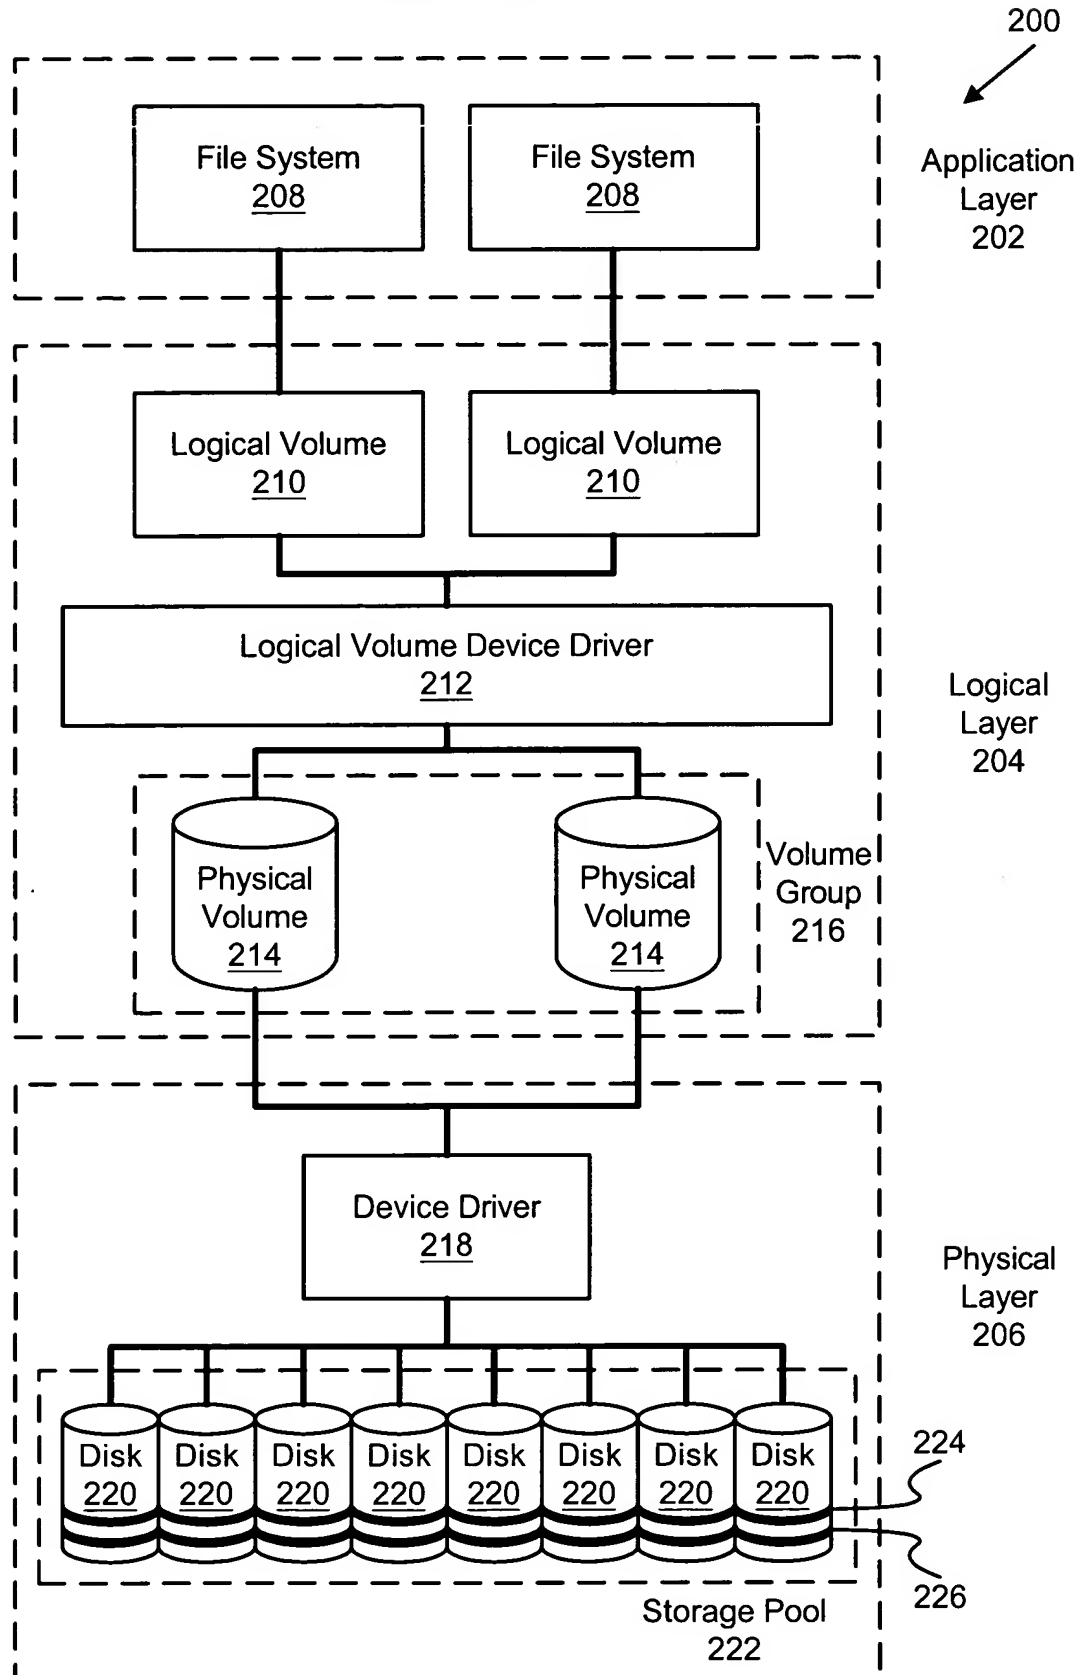 200
File System
208
File System
208
Application
Layer
202
Logical Volume
210
Logical Volume
210
Logical Volume Device Driver
212
Logical
Layer
204
Physical
Volume
214
Physical
Volume
214
Volume
Group
216
Device Driver
218
Physical
Layer
206
Disk
220
Disk
220
Disk
220
Disk
220
Disk
220
Disk
220
Disk
220
Disk
220
224
226
Storage Pool
222